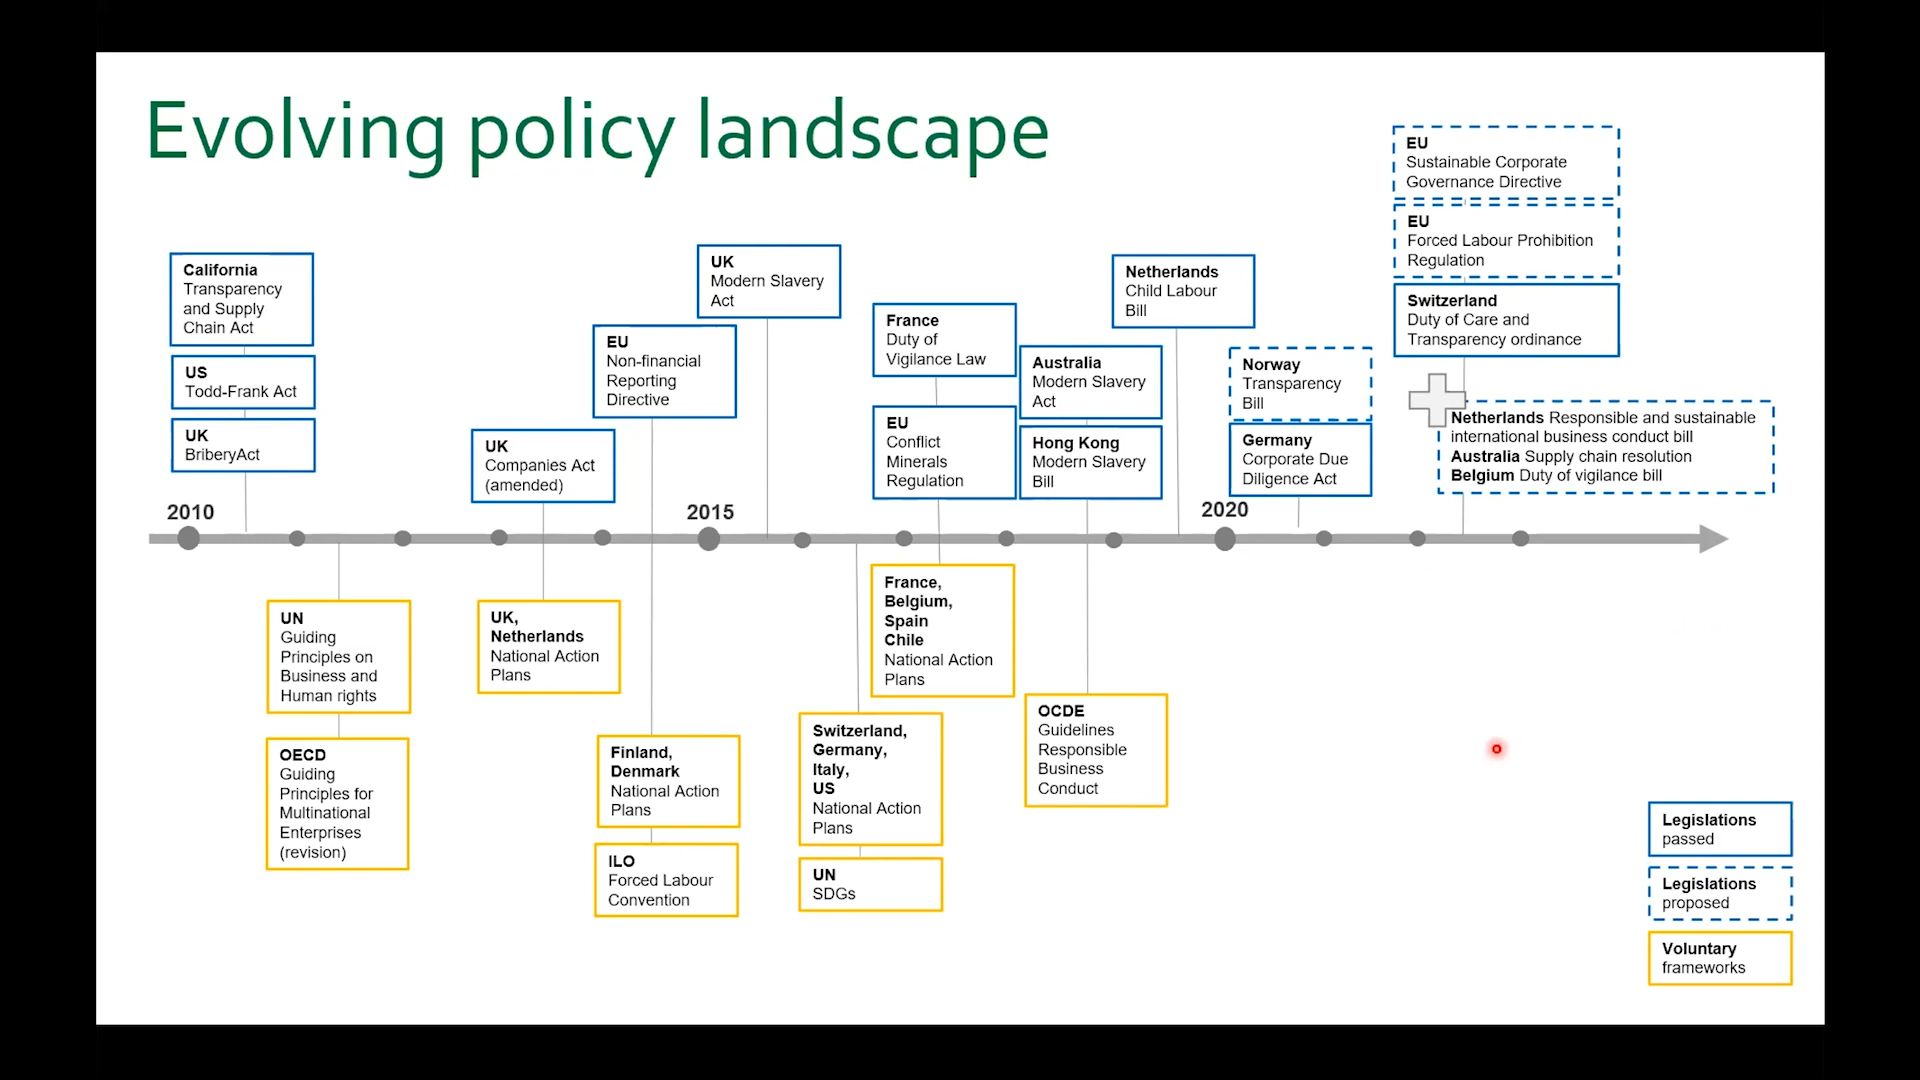 Evolving policy landscape
EU
Sustainable Corporate
Governance Directive
EU
Forced Labour Prohibition
Regulation
Switzerland
Duty of Care and
Transparency ordinance
Netherlands Responsible and sustainable
international business conduct bill
Australia Supply chain resolution
Belgium Duty of vigilance bill
California
Transparency
and Supply
Chain Act
US
Todd-Frank Act
UK
BriberyAct
UK
Companies Act
(amended)
EU
Non-financial
Reporting
Directive
UK
Modern Slavery
Act
France
Duty of
Vigilance Law
EU
Conflict
Minerals
Regulation
Australia
Modern Slavery
Act
Hong Kong
Modern Slavery
Bill
Netherlands
Child Labour
Bill
Norway
Transparency
Bill
Germany
Corporate Due
Diligence Act
2010
2015
2020
UN
Guiding
Principles on
Business and
Human rights
OECD
Guiding
Principles for
Multinational
Enterprises
(revision)
UK,
Netherlands
National Action
Plans
Finland,
Denmark
National Action
Plans
ILO
Forced Labour
Convention
Switzerland,
Germany,
Italy,
US
National Action
Plans
UN
SDGs
France,
Belgium,
Spain
Chile
National Action
Plans
OCDE
Guidelines
Responsible
Business
Conduct
Legislations
passed
Legislations
proposed
Voluntary
frameworks